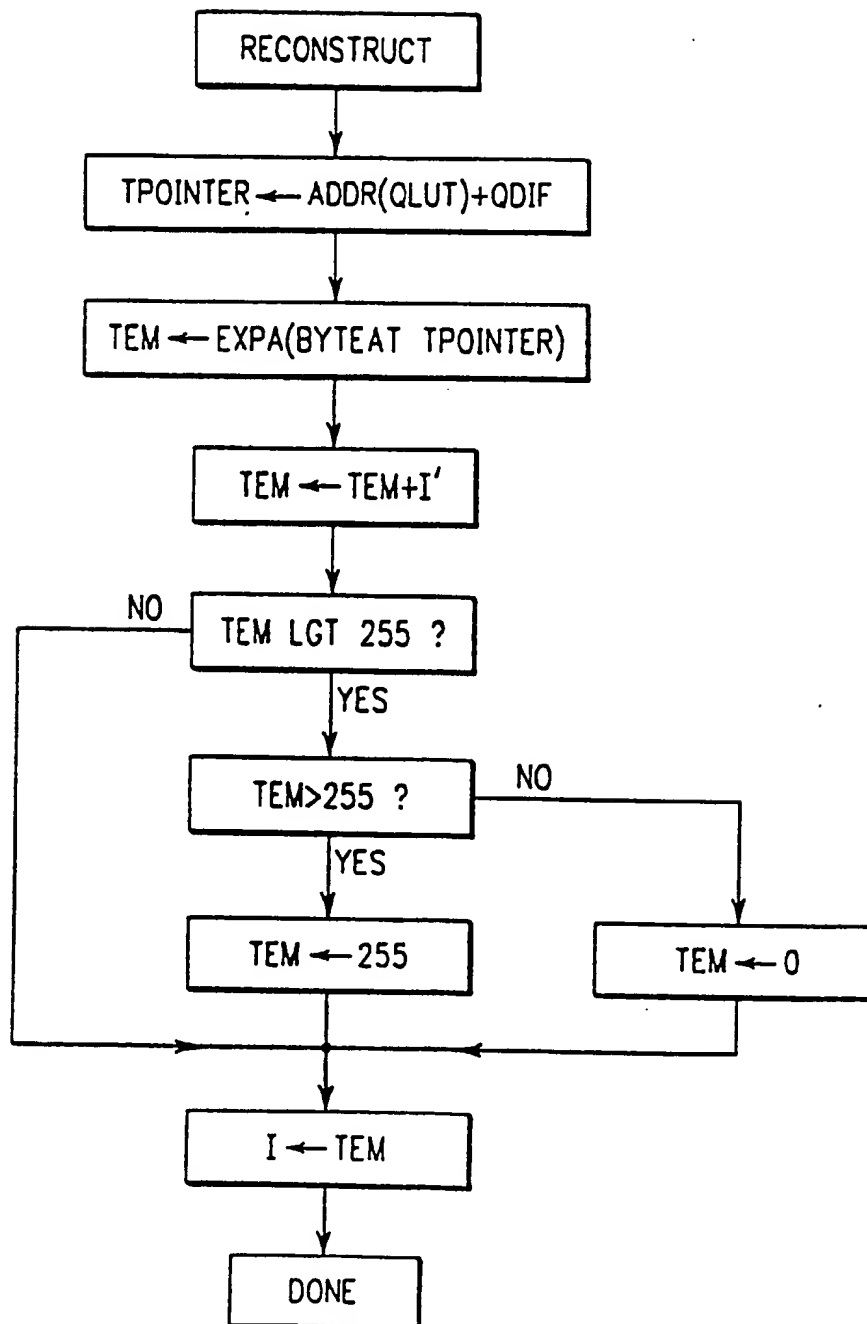 RECONSTRUCT
TPOINTER ← ADDR(QLUT)+QDIF
TEM ← EXPA(BYTEAT TPOINTER)
TEM ← TEM+I'
NO
TEM LGT 255 ?
YES
TEM>255 ?
NO
YES
TEM ← 255
TEM ← 0
I ← TEM
DONE